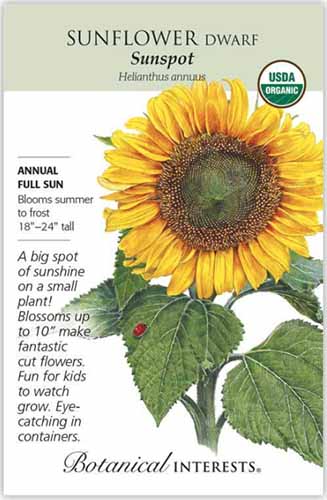 SUNFLOWER DWARF
Sunspot
Helianthus annuus
USDA
ORGANIC
ANNUAL
FULL SUN
Blooms summer
to frost
18"–24" tall
A big spot
of sunshine
on a small
plant!
Blossoms up
to 10" make
fantastic
cut flowers.
Fun for kids
to watch
grow. Eye-
catching in
containers.
Botanical INTERESTS®